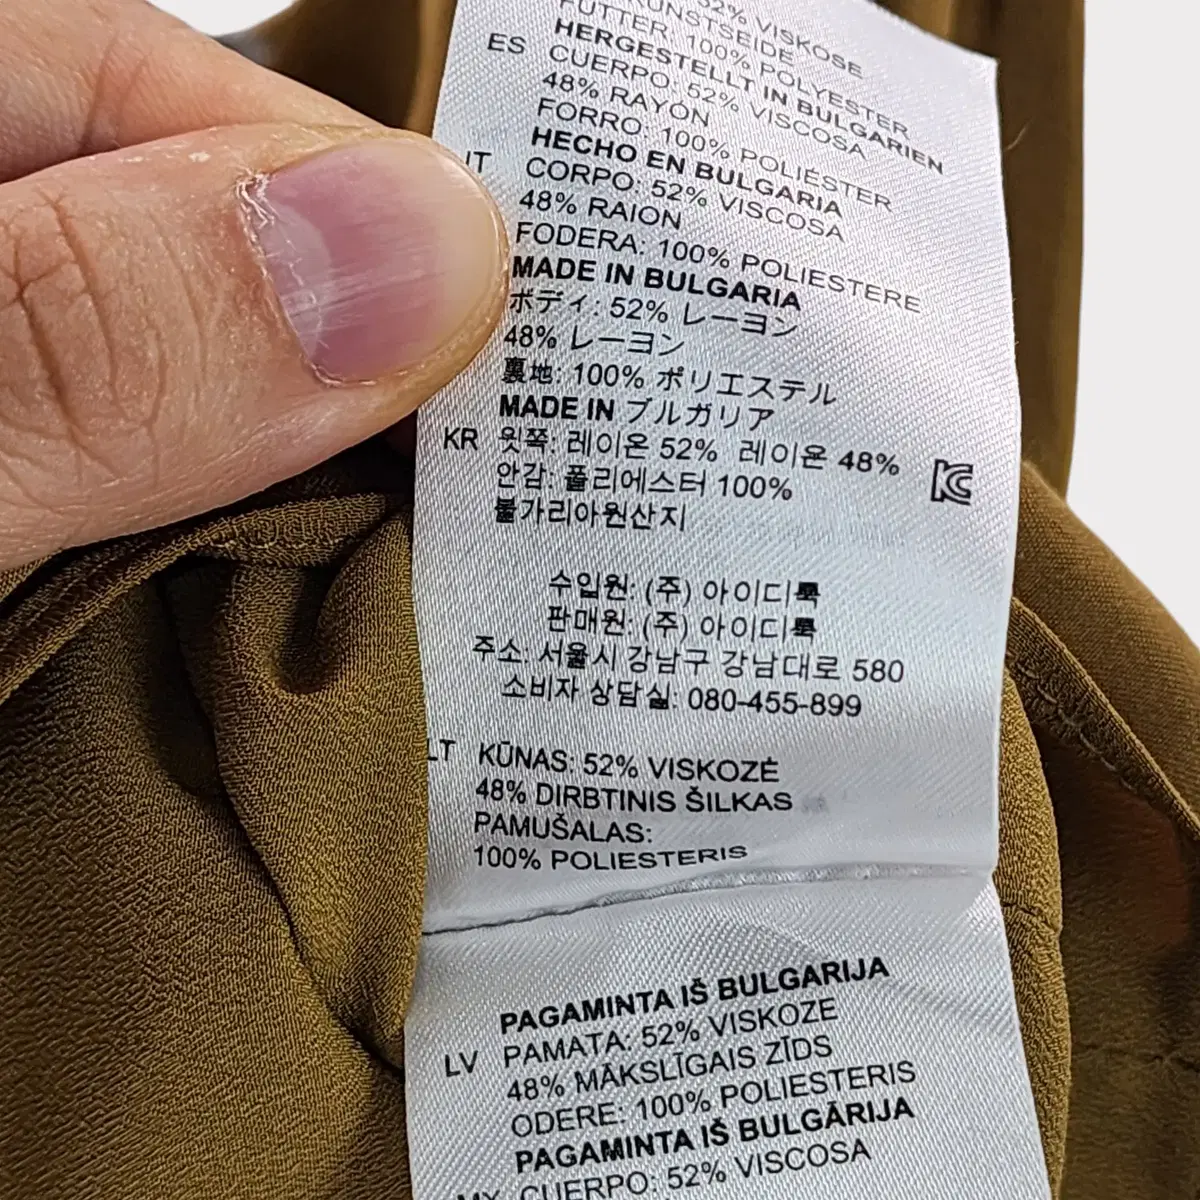 52% VISKOSE
KUNSTSEIDE
FUTTER: 100% POLYESTER
HERGESTELLT IN BULGARIEN
ES CUERPO: 52% VISCOSA
48% RAYON
FORRO: 100% POLIÉSTER
HECHO EN BULGARIA
IT CORPO: 52% VISCOSA
48% RAION
FODERA: 100% POLIESTERE
MADE IN BULGARIA
ボディ: 52% レーヨン
48% レーヨン
裏地: 100% ポリエステル
MADE IN ブルガリア
KR 윗쪽: 레이온 52% 레이온 48%
안감: 폴리에스터 100%
불가리아원산지
수입원: (주) 아이디룩
판매원: (주) 아이디룩
주소: 서울시 강남구 강남대로 580
소비자 상담실: 080-455-899
LT KŪNAS: 52% VISKOZĖ
48% DIRBTINIS ŠILKAS
PAMUŠALAS:
100% POLIESTERIS
PAGAMINTA IŠ BULGARIJA
LV PAMATA: 52% VISKOZE
48% MĀKSLĪGAIS ZĪDS
ODERE: 100% POLIESTERIS
PAGAMINTA IŠ BULGĀRIJA
MX CUERPO: 52% VISCOSA